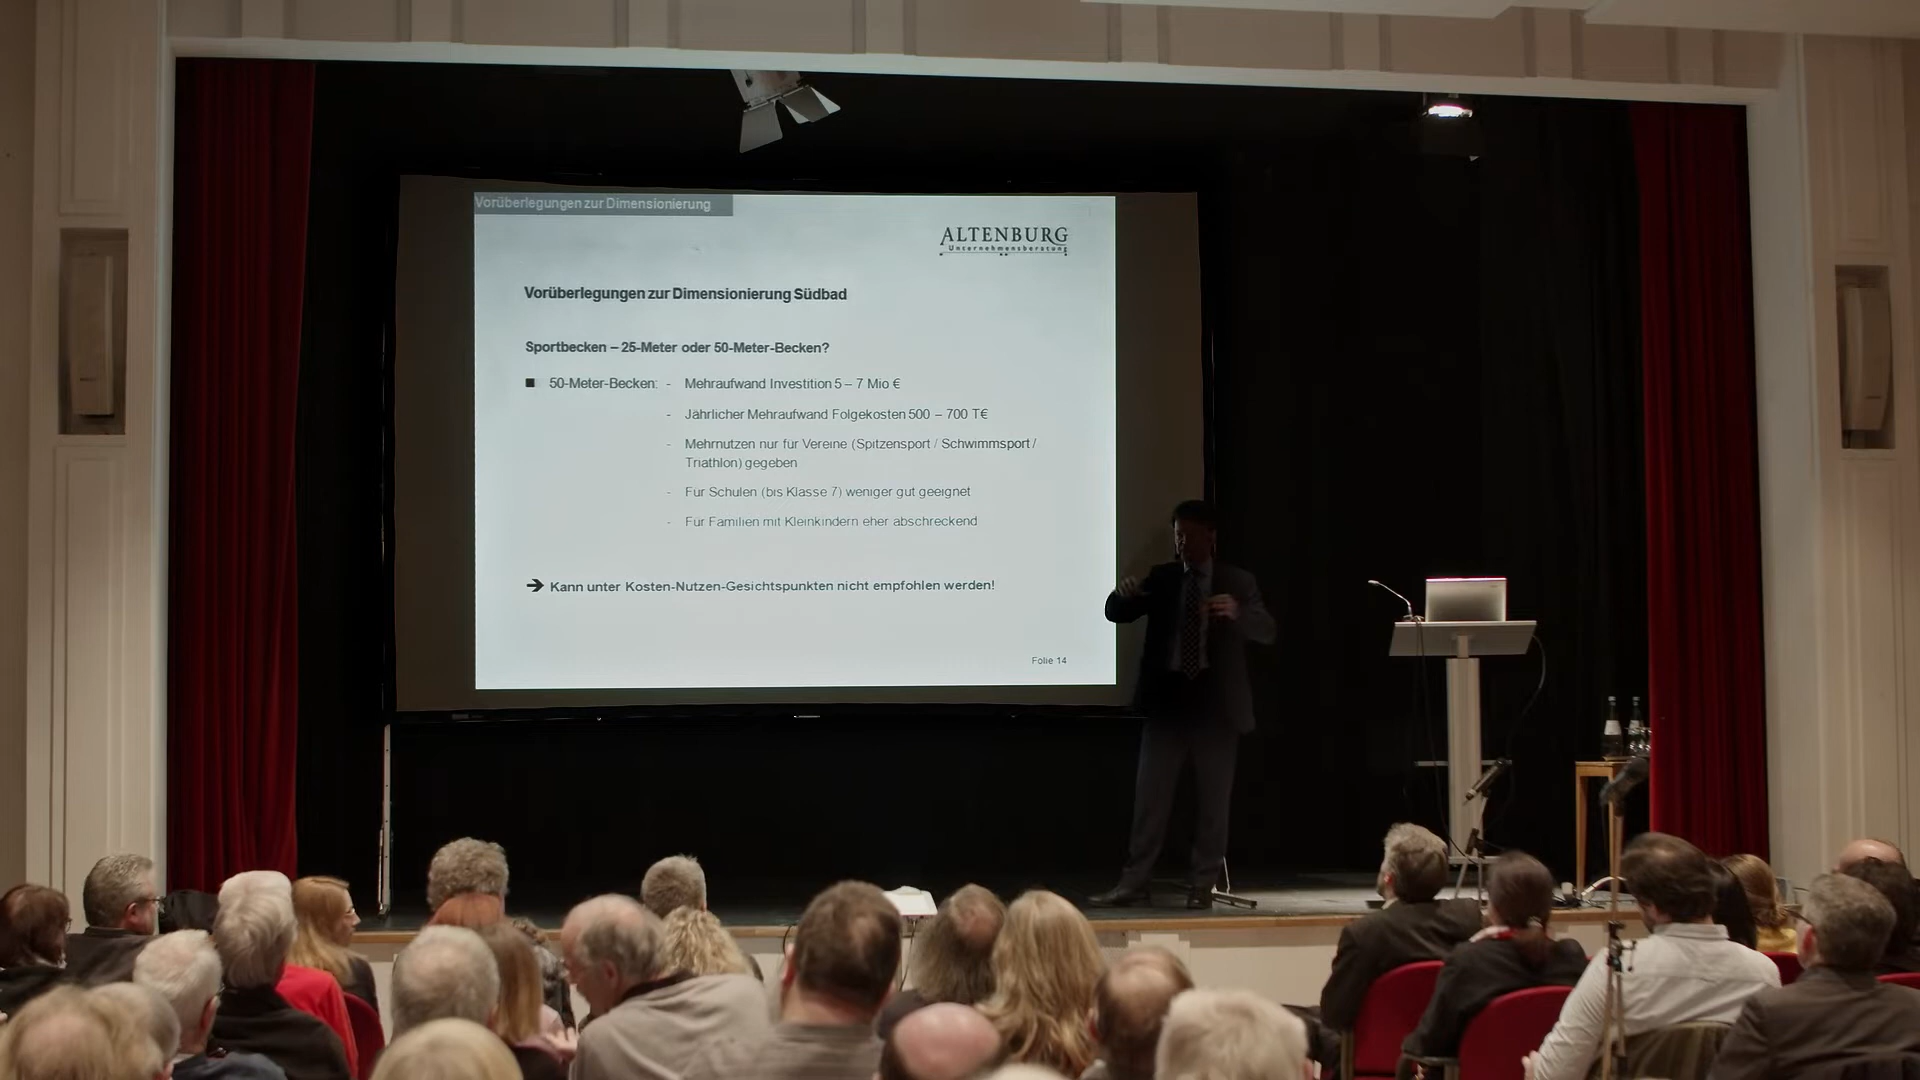 Vorüberlegungen zur Dimensionierung
ALTENBURG
Unternehmensberatung
Vorüberlegungen zur Dimensionierung Südbad
Sportbecken – 25-Meter oder 50-Meter-Becken?
■ 50-Meter-Becken: - Mehraufwand Investition 5 – 7 Mio €
- Jährlicher Mehraufwand Folgekosten 500 – 700 T€
- Mehrnutzen nur für Vereine (Spitzensport / Schwimmsport /
Triathlon) gegeben
- Für Schulen (bis Klasse 7) weniger gut geeignet
- Für Familien mit Kleinkindern eher abschreckend
➔ Kann unter Kosten-Nutzen-Gesichtspunkten nicht empfohlen werden!
Folie 14